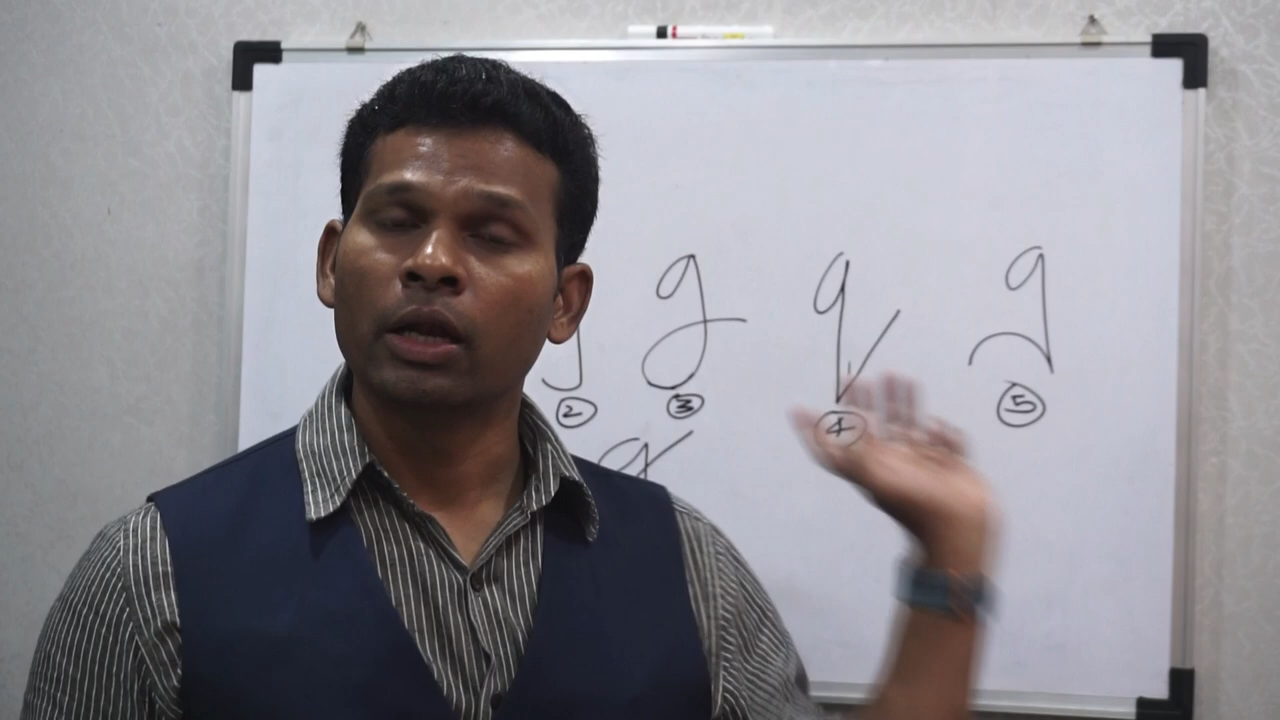 g g q g
② ③ ④ ⑤
g